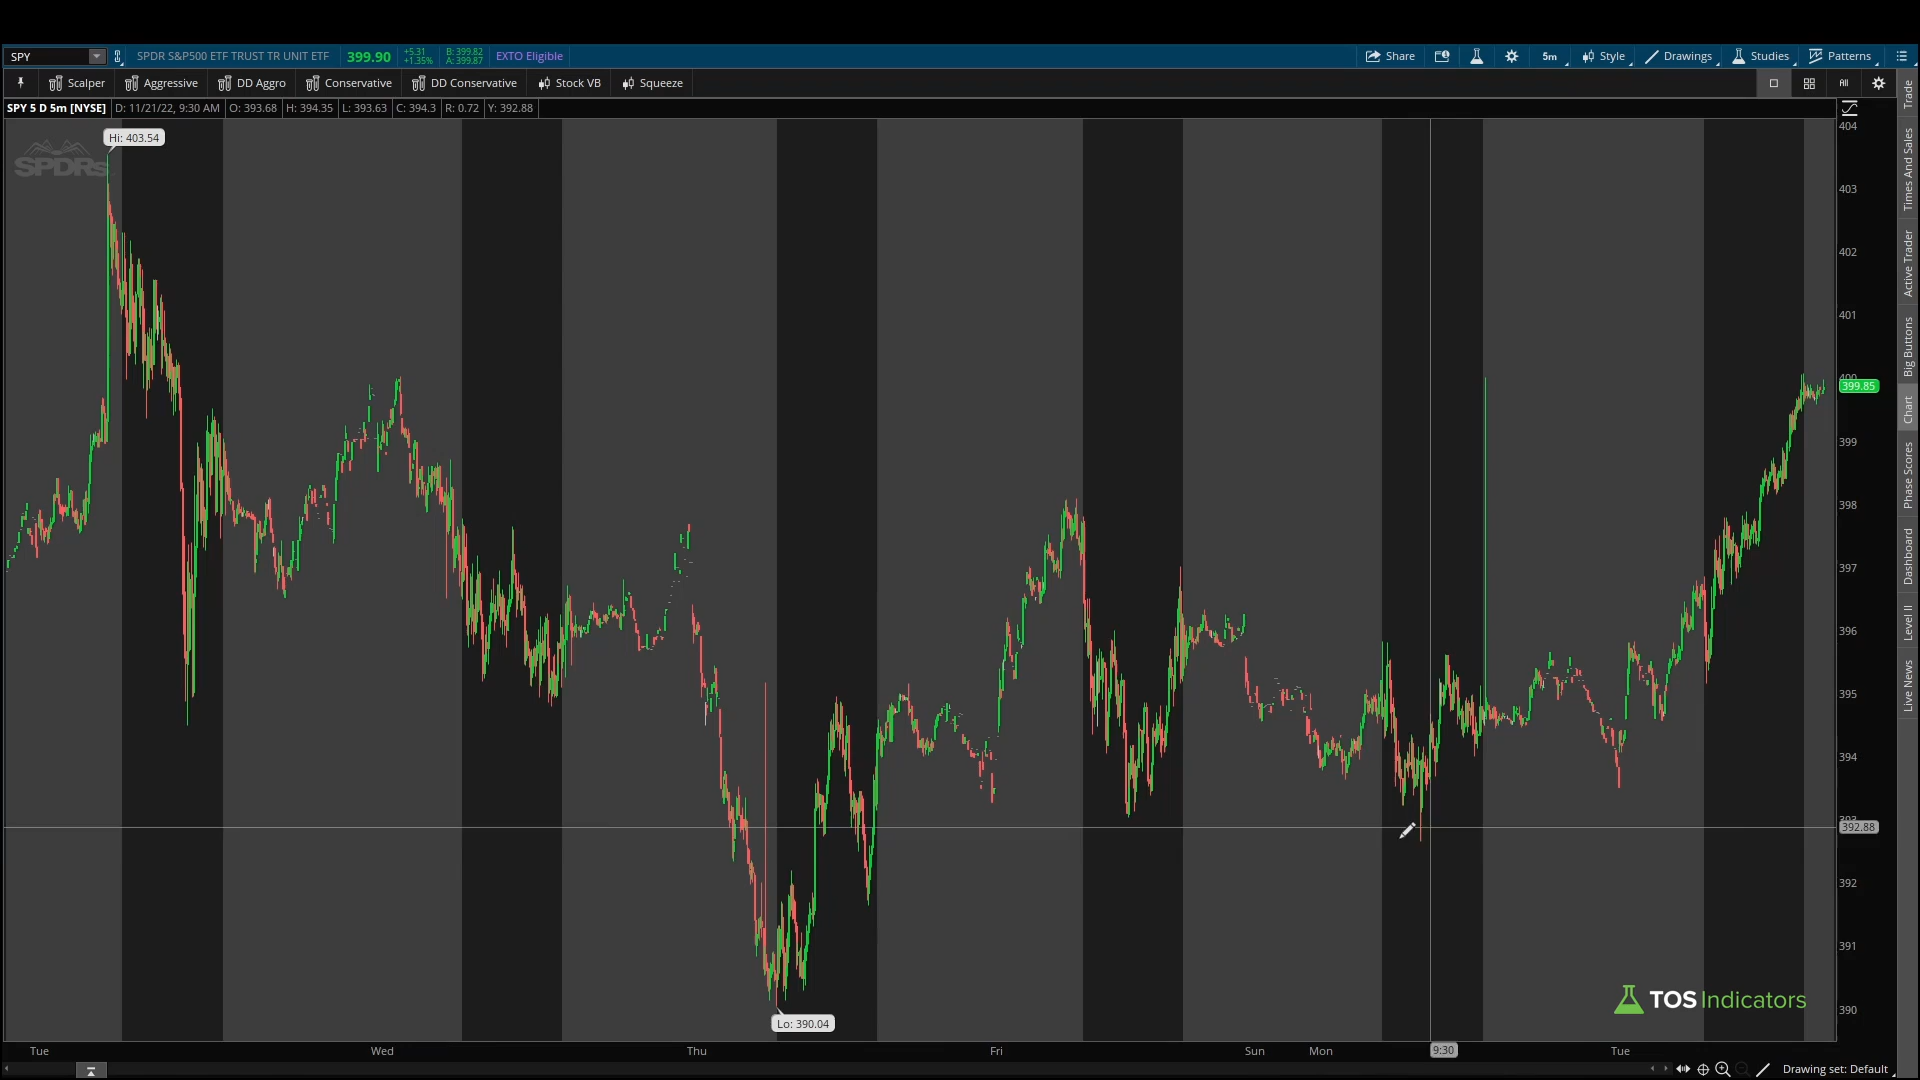 SPY SPDR S&P500 ETF TRUST TR UNIT ETF 399.90 +5.31 +1.35% B: 399.82 A: 399.87 EXTO Eligible Share 5m Style Drawings Studies Patterns
Scalper Aggressive DD Aggro Conservative DD Conservative Stock VB Squeeze All
SPY 5 D 5m [NYSE] D: 11/21/22, 9:30 AM O: 393.68 H: 394.35 L: 393.63 C: 394.3 R: 0.72 Y: 392.88
Hi: 403.54
SPDRs
404
403
402
401
400
399.85
399
398
397
396
395
394
393
392.88
392
391
390
Lo: 390.04
TOS Indicators
Tue Wed Thu Fri Sun Mon 9:30 Tue
Drawing set: Default
Trade
Times And Sales
Active Trader
Big Buttons
Chart
Phase Scores
Dashboard
Level II
Live News